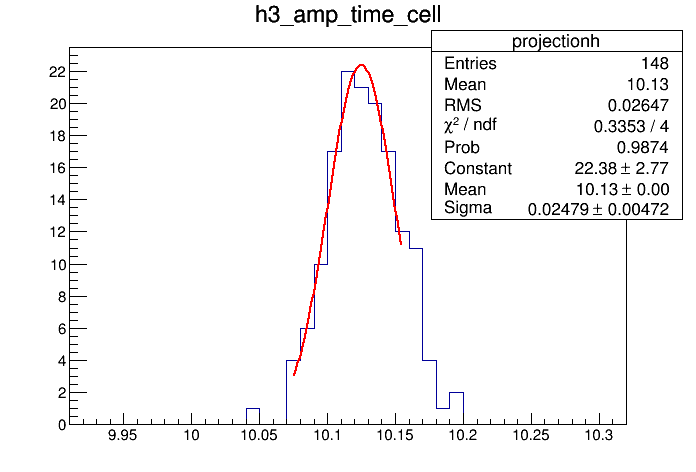 h3_amp_time_cell
projectionh
Entries 148
Mean 10.13
RMS 0.02647
χ² / ndf 0.3353 / 4
Prob 0.9874
Constant 22.38 ± 2.77
Mean 10.13 ± 0.00
Sigma 0.02479 ± 0.00472
22
20
18
16
14
12
10
8
6
4
2
0
9.95 10 10.05 10.1 10.15 10.2 10.25 10.3